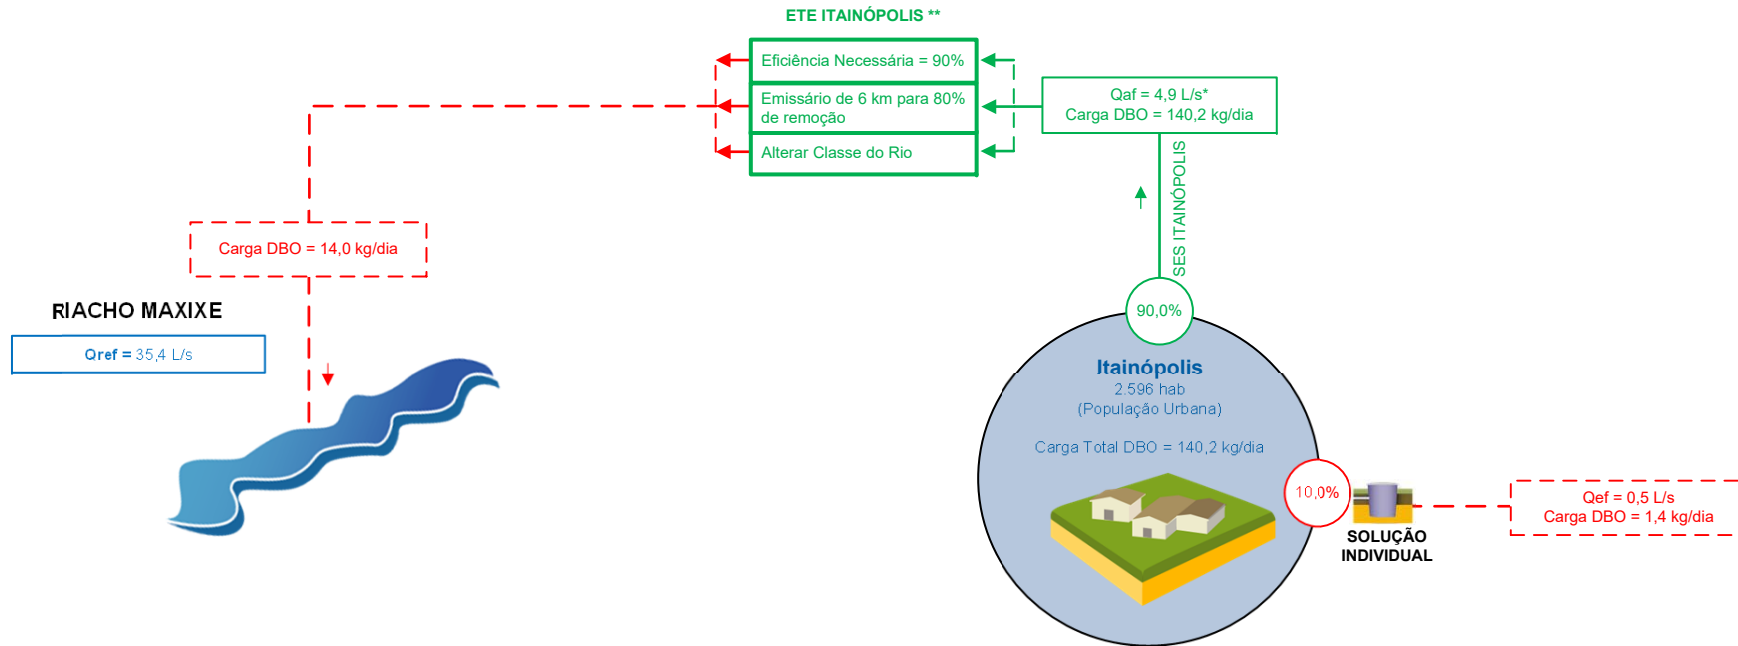 ETE ITAINÓPOLIS **
Eficiência Necessária = 90%
Emissário de 6 km para 80%
de remoção
Alterar Classe do Rio
Qaf = 4,9 L/s*
Carga DBO = 140,2 kg/dia
SES ITAINÓPOLIS
Carga DBO = 14,0 kg/dia
RIACHO MAXIXE
Qref = 35,4 L/s
90,0%
Itainópolis
2.596 hab
(População Urbana)
Carga Total DBO = 140,2 kg/dia
10,0%
SOLUÇÃO
INDIVIDUAL
Qef = 0,5 L/s
Carga DBO = 1,4 kg/dia